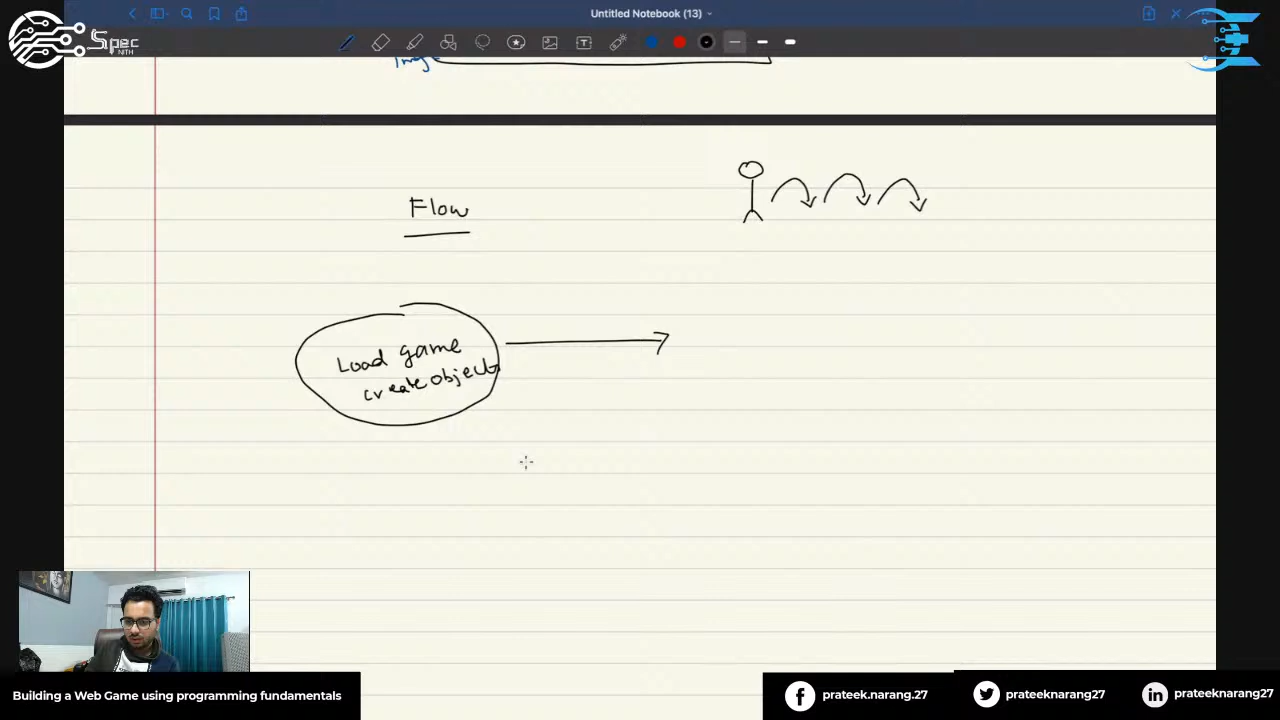 Untitled Notebook (13)
Spec
NITH
Flow
Load game
create objects
Building a Web Game using programming fundamentals
prateek.narang.27
prateeknarang27
prateeknarang27